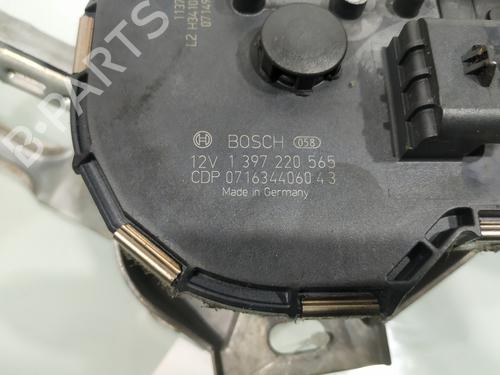 B-PARTS
BOSCH 058
12V 1 397 220 565
CDP 0716344060 4 3
Made in Germany